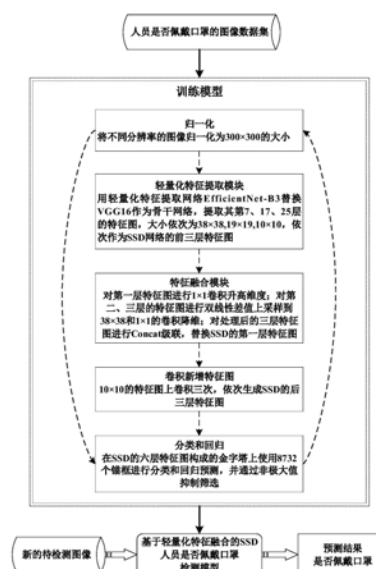 人员是否佩戴口罩的图像数据集
训练模型
归一化
将不同分辨率的图像归一化为300×300的大小
轻量化特征提取模块
用轻量化特征提取网络EfficientNet-B3替换
VGG16作为骨干网络，提取其第7、17、25层
的特征图，大小依次为38×38,19×19,10×10，依
次作为SSD网络的前三层特征图
特征融合模块
对第一层特征图进行1×1卷积升高维度；对第
二、三层的特征图进行双线性差值上采样到
38×38和1×1的卷积降维；对处理后的三层特征
图进行Concat级联，替换SSD的第一层特征图
卷积新增特征图
10×10的特征图上卷积三次，依次生成SSD的后
三层特征图
分类和回归
在SSD的六层特征图构成的金字塔上使用8732
个锚框进行分类和回归预测，并通过非极大值
抑制筛选
新的待检测图像
基于轻量化特征融合的SSD
人员是否佩戴口罩
检测模型
预测结果
是否佩戴口罩